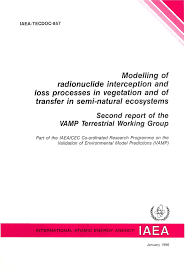 IAEA-TECDOC-857
Modelling of
radionuclide interception and
loss processes in vegetation and of
transfer in semi-natural ecosystems
Second report of the
VAMP Terrestrial Working Group
Part of the IAEA/CEC Co-ordinated Research Programme on the
Validation of Environmental Model Predictions (VAMP)
INTERNATIONAL ATOMIC ENERGY AGENCY
IAEA
January 1996